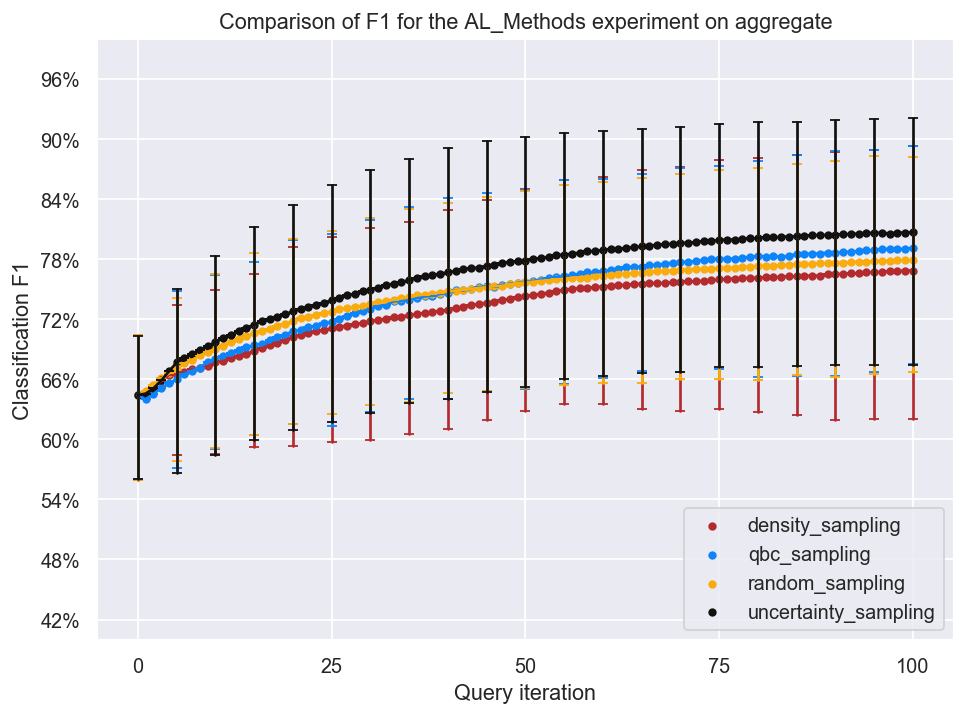 Comparison of F1 for the AL_Methods experiment on aggregate
96%
90%
84%
78%
72%
66%
60%
54%
48%
42%
Classification F1
0 25 50 75 100
Query iteration
density_sampling
qbc_sampling
random_sampling
uncertainty_sampling